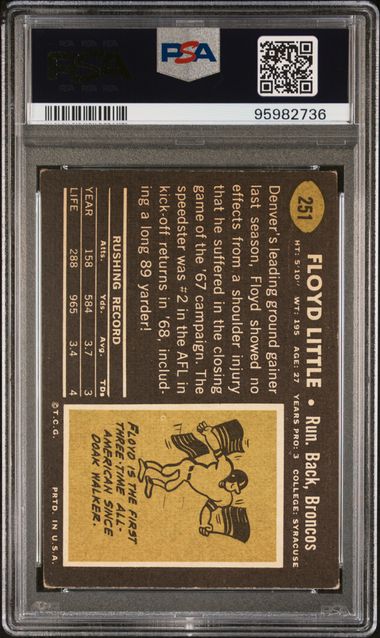 PSA
PSA
95982736
251
FLOYD LITTLE • Run. Back, Broncos
HT: 5'10" WT: 195 AGE: 27 YEARS PRO: 3 COLLEGE: SYRACUSE
Denver's leading ground gainer
last season, Floyd showed no
effects from a shoulder injury
that he suffered in the closing
game of the '67 campaign. The
speedster was #2 in the AFL in
kick-off returns in '68, includ-
ing a long 89 yarder!
RUSHING RECORD
Atts. Yds. Avg. TDs
YEAR 158 584 3.7 3
LIFE 288 965 3.4 4
FLOYD IS THE FIRST
THREE-TIME ALL-
AMERICAN SINCE
DOAK WALKER.
© T.C.G. PRTD. IN U.S.A.